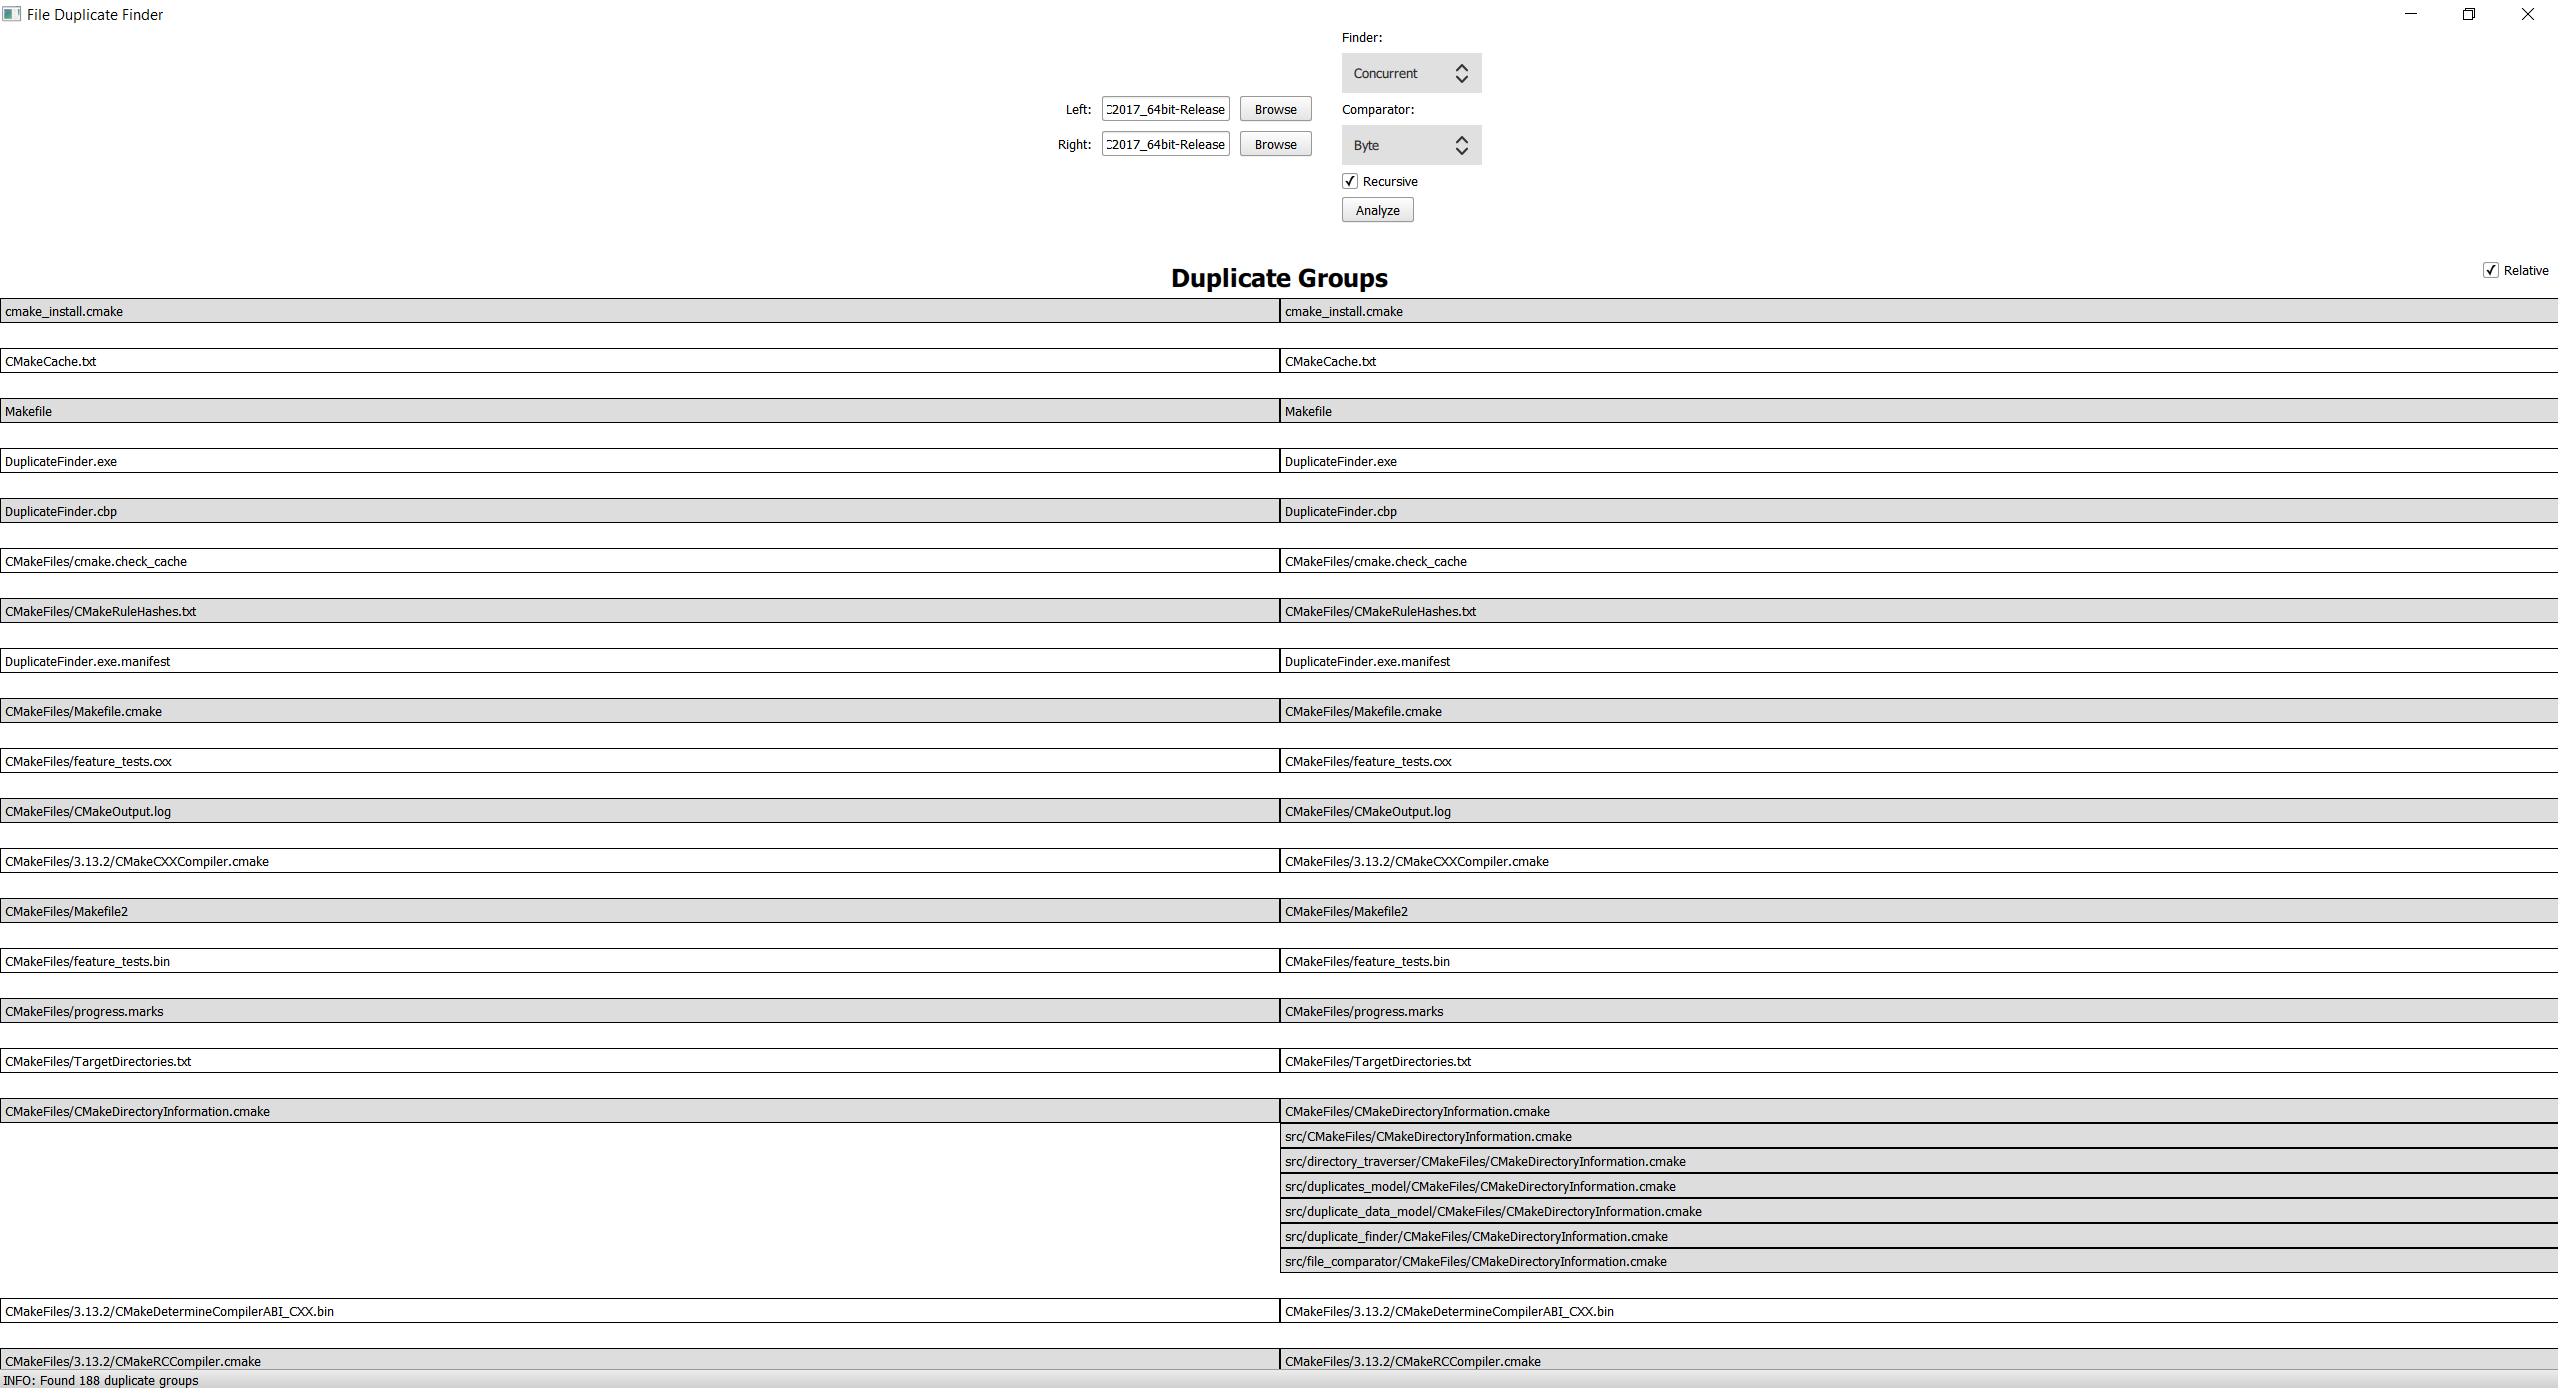 File Duplicate Finder
Finder:
Concurrent
Left: C2017_64bit-Release Browse
Comparator:
Right: C2017_64bit-Release Browse
Byte
Recursive
Analyze
Duplicate Groups
Relative
cmake_install.cmake cmake_install.cmake
CMakeCache.txt CMakeCache.txt
Makefile Makefile
DuplicateFinder.exe DuplicateFinder.exe
DuplicateFinder.cbp DuplicateFinder.cbp
CMakeFiles/cmake.check_cache CMakeFiles/cmake.check_cache
CMakeFiles/CMakeRuleHashes.txt CMakeFiles/CMakeRuleHashes.txt
DuplicateFinder.exe.manifest DuplicateFinder.exe.manifest
CMakeFiles/Makefile.cmake CMakeFiles/Makefile.cmake
CMakeFiles/feature_tests.cxx CMakeFiles/feature_tests.cxx
CMakeFiles/CMakeOutput.log CMakeFiles/CMakeOutput.log
CMakeFiles/3.13.2/CMakeCXXCompiler.cmake CMakeFiles/3.13.2/CMakeCXXCompiler.cmake
CMakeFiles/Makefile2 CMakeFiles/Makefile2
CMakeFiles/feature_tests.bin CMakeFiles/feature_tests.bin
CMakeFiles/progress.marks CMakeFiles/progress.marks
CMakeFiles/TargetDirectories.txt CMakeFiles/TargetDirectories.txt
CMakeFiles/CMakeDirectoryInformation.cmake CMakeFiles/CMakeDirectoryInformation.cmake
src/CMakeFiles/CMakeDirectoryInformation.cmake
src/directory_traverser/CMakeFiles/CMakeDirectoryInformation.cmake
src/duplicates_model/CMakeFiles/CMakeDirectoryInformation.cmake
src/duplicate_data_model/CMakeFiles/CMakeDirectoryInformation.cmake
src/duplicate_finder/CMakeFiles/CMakeDirectoryInformation.cmake
src/file_comparator/CMakeFiles/CMakeDirectoryInformation.cmake
CMakeFiles/3.13.2/CMakeDetermineCompilerABI_CXX.bin CMakeFiles/3.13.2/CMakeDetermineCompilerABI_CXX.bin
CMakeFiles/3.13.2/CMakeRCCompiler.cmake CMakeFiles/3.13.2/CMakeRCCompiler.cmake
INFO: Found 188 duplicate groups